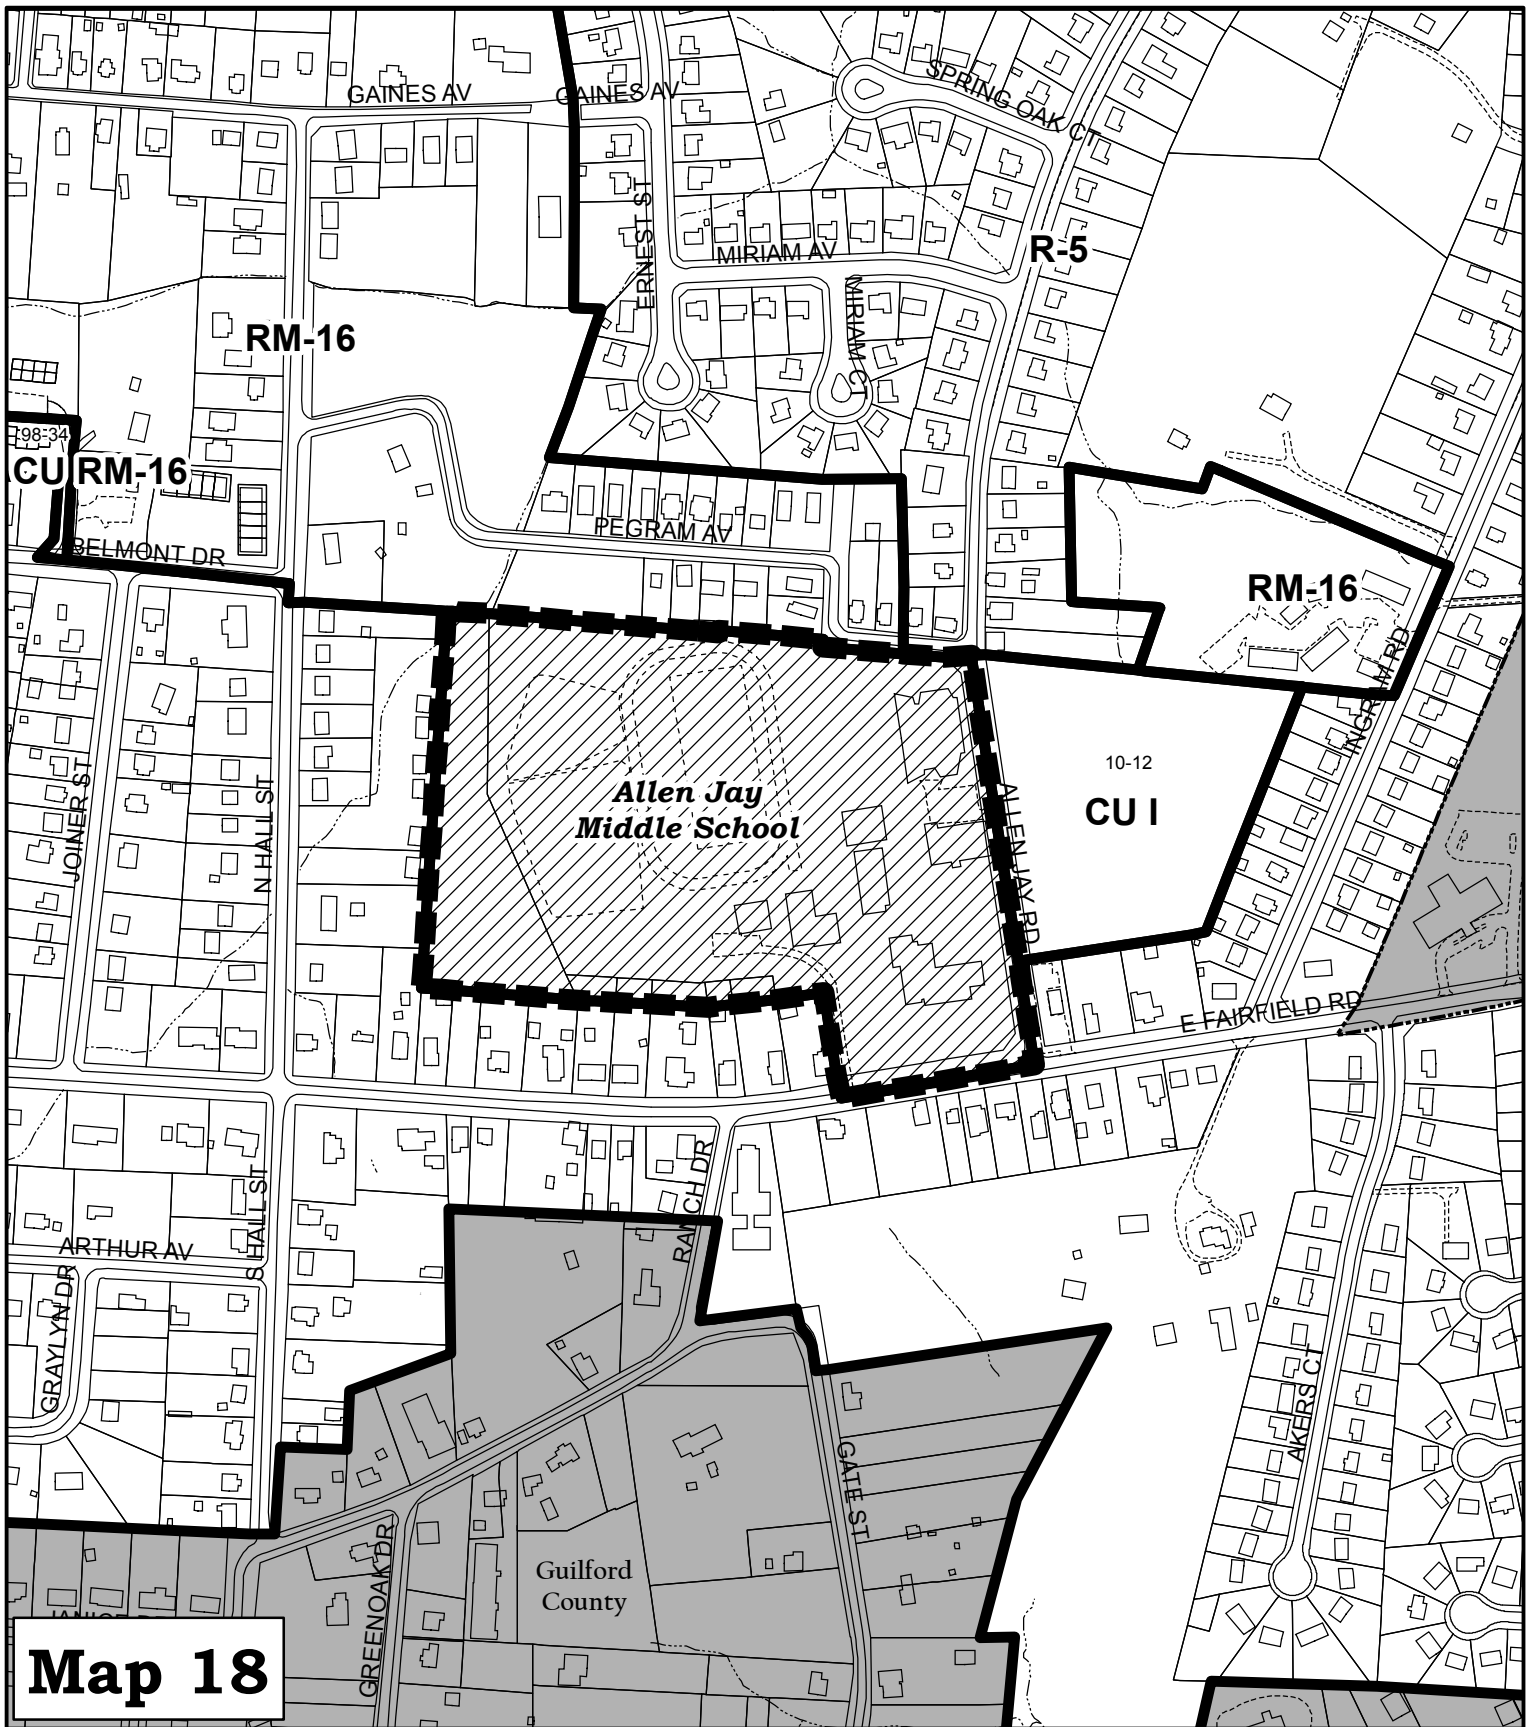 GAINES AV
GAINES AV
SPRING OAK CT
ERNEST ST
MIRIAM AV
R-5
MIRIAM CT
RM-16
98-34
CU
RM-16
PEGRAM AV
BELMONT DR
RM-16
INGRAM RD
10-12
CU I
Allen Jay
Middle School
JOINER ST
N HALL ST
ALLEN JAY RD
E FAIRFIELD RD
RANCH DR
S HALL ST
ARTHUR AV
GRAYLYN DR
AKERS CT
GATE ST
GREENOAK DR
Guilford
County
Map 18